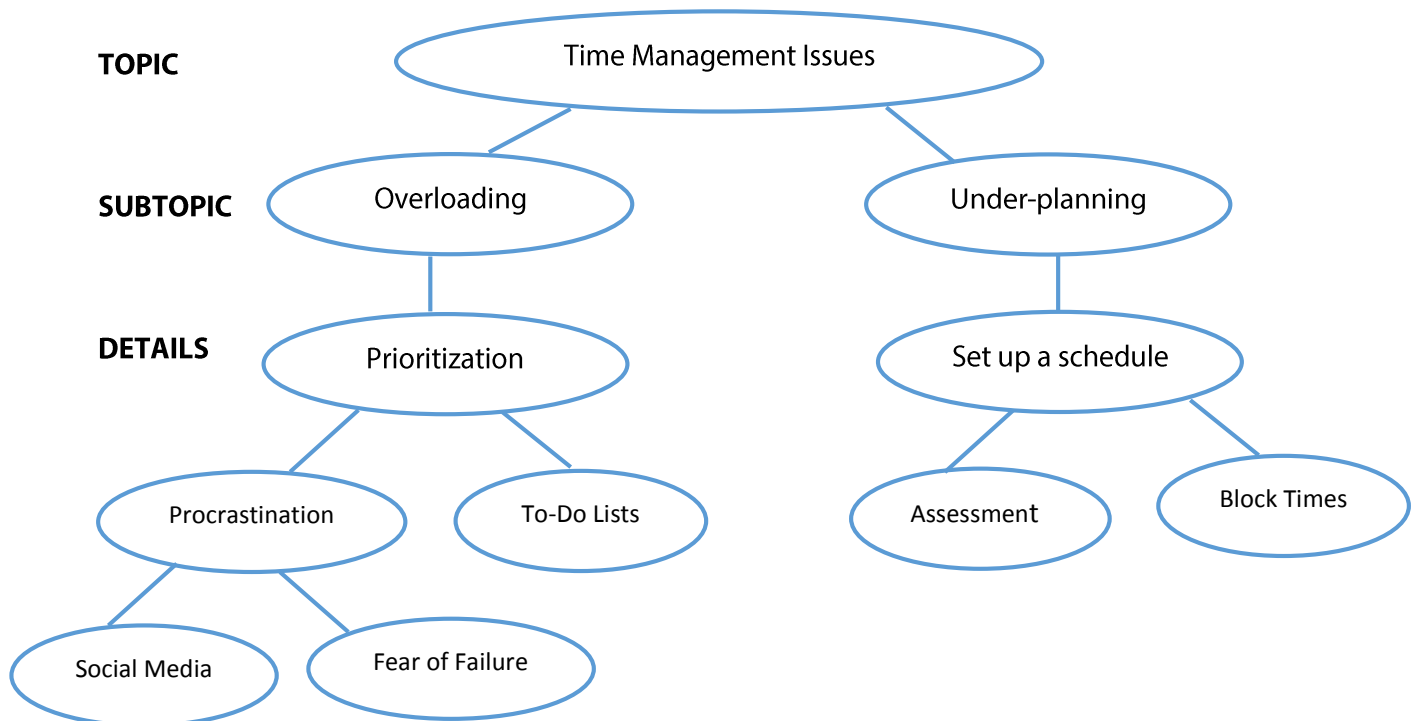 TOPIC
Time Management Issues
SUBTOPIC
Overloading
Under-planning
DETAILS
Prioritization
Set up a schedule
Procrastination
To-Do Lists
Assessment
Block Times
Social Media
Fear of Failure